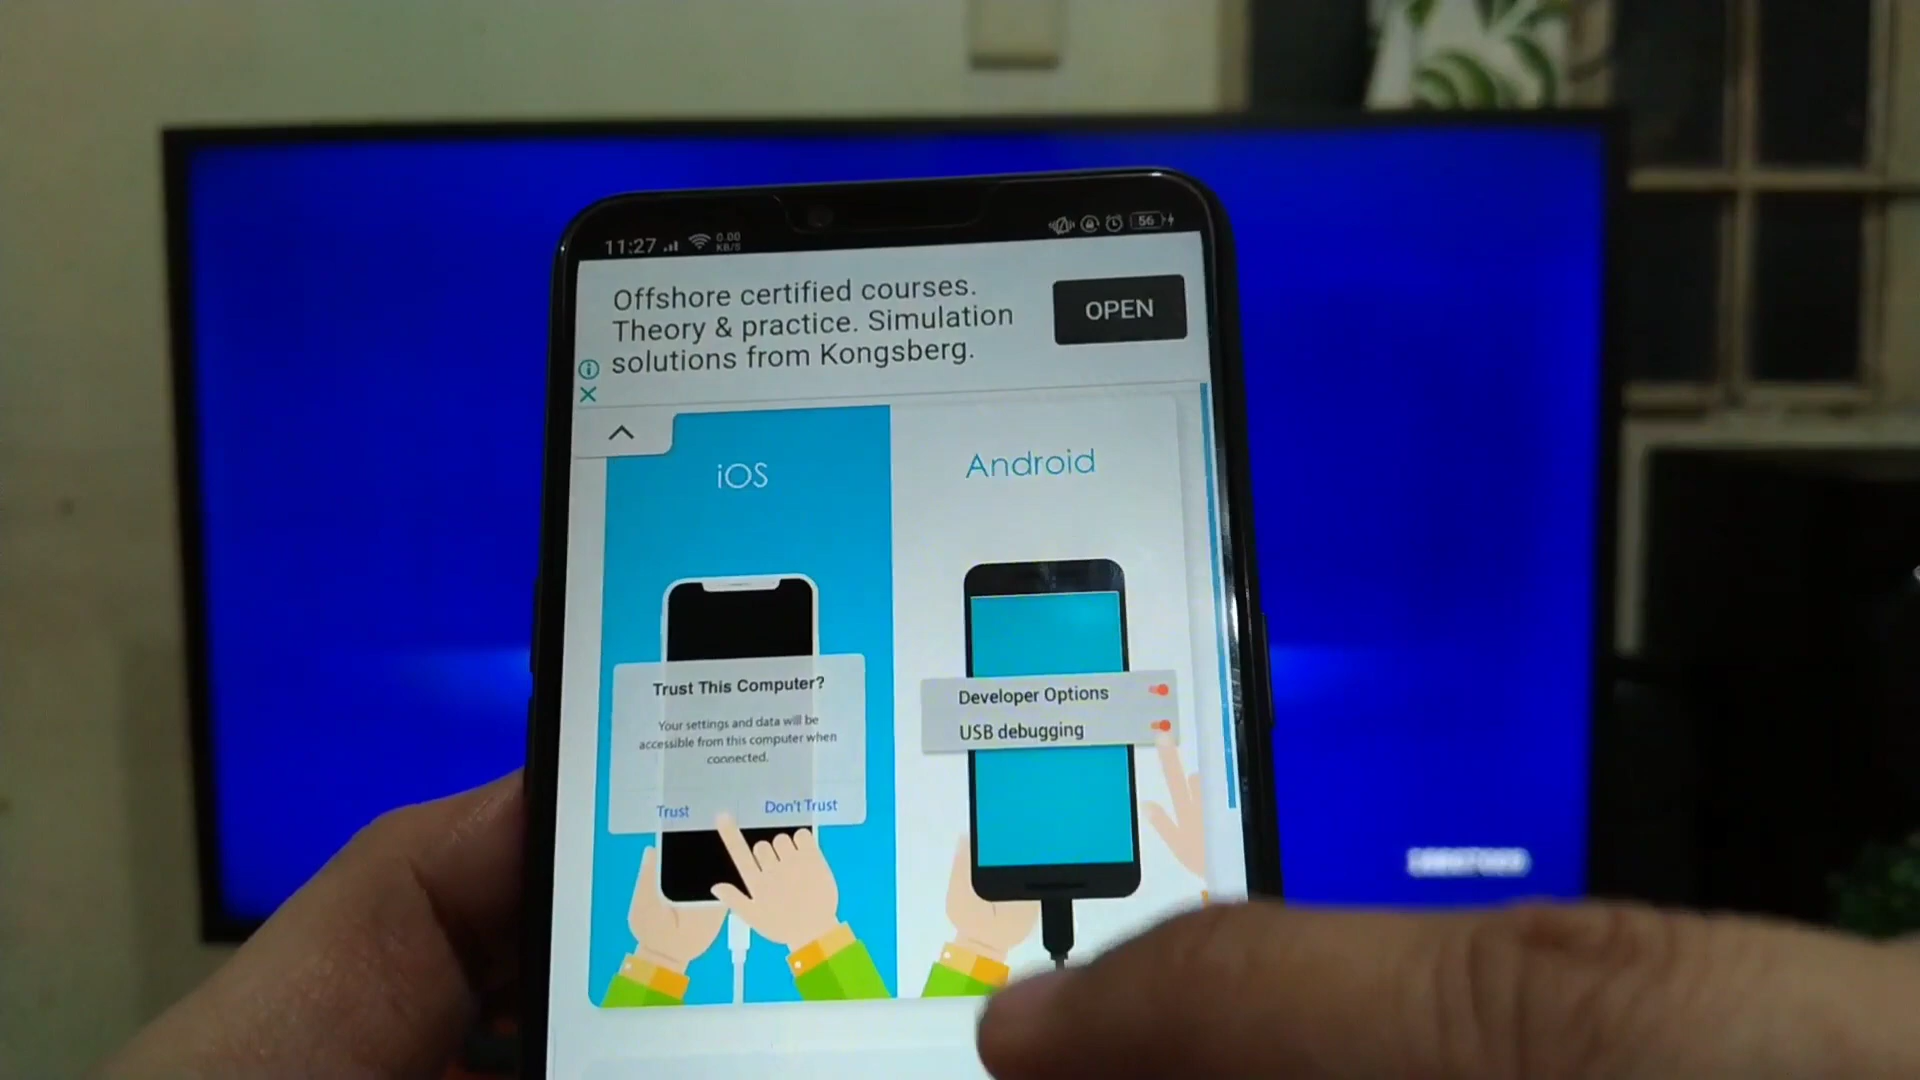 11:27
0.00
KB/S
56
Offshore certified courses.
Theory & practice. Simulation
solutions from Kongsberg.
OPEN
iOS
Android
Trust This Computer?
Your settings and data will be
accessible from this computer when
connected.
Trust
Don't Trust
Developer Options
USB debugging